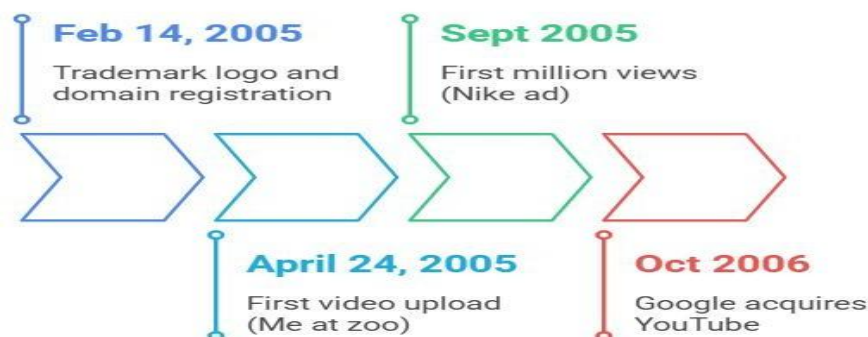 Feb 14, 2005
Trademark logo and
domain registration
Sept 2005
First million views
(Nike ad)
April 24, 2005
First video upload
(Me at zoo)
Oct 2006
Google acquires
YouTube